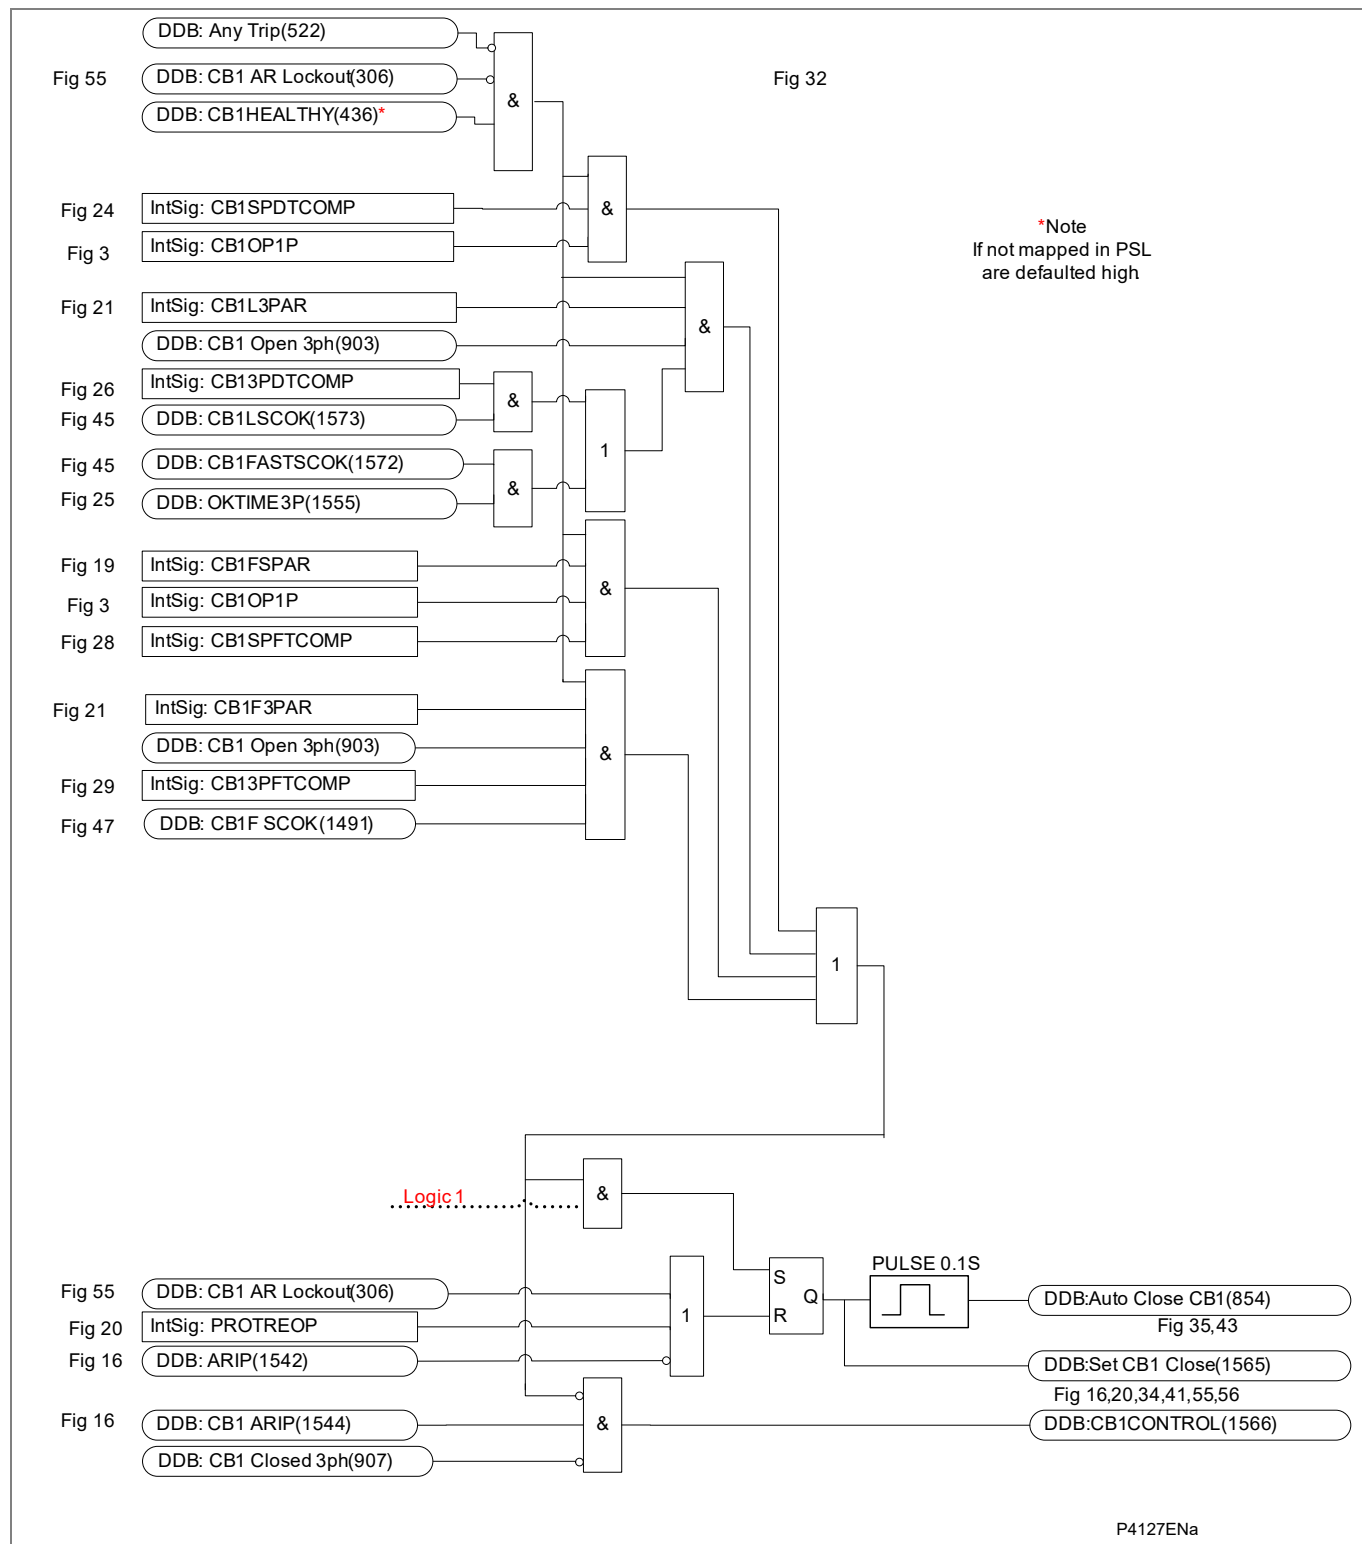 DDB: Any Trip(522)
Fig 55
DDB: CB1 AR Lockout(306)
Fig 32
DDB: CB1HEALTHY(436)*
&
Fig 24
IntSig: CB1SPDTCOMP
&
Fig 3
IntSig: CB1OP1P
*Note
If not mapped in PSL
are defaulted high
Fig 21
IntSig: CB1L3PAR
&
DDB: CB1 Open 3ph(903)
Fig 26
IntSig: CB13PDTCOMP
&
Fig 45
DDB: CB1LSCOK(1573)
1
Fig 45
DDB: CB1FASTSCOK(1572)
&
Fig 25
DDB: OKTIME3P(1555)
Fig 19
IntSig: CB1FSPAR
&
Fig 3
IntSig: CB1OP1P
Fig 28
IntSig: CB1SPFTCOMP
Fig 21
IntSig: CB1F3PAR
DDB: CB1 Open 3ph(903)
&
Fig 29
IntSig: CB13PFTCOMP
Fig 47
DDB: CB1F SCOK(1491)
1
Logic 1
&
PULSE 0.1S
S
Q
R
Fig 55
DDB: CB1 AR Lockout(306)
1
DDB:Auto Close CB1(854)
Fig 20
IntSig: PROTREOP
Fig 35,43
Fig 16
DDB: ARIP(1542)
DDB:Set CB1 Close(1565)
Fig 16,20,34,41,55,56
Fig 16
DDB: CB1 ARIP(1544)
&
DDB:CB1CONTROL(1566)
DDB: CB1 Closed 3ph(907)
P4127ENa